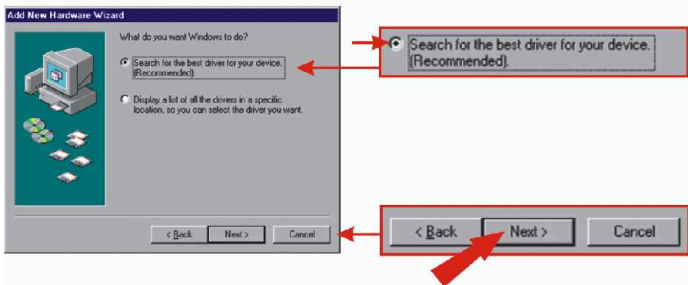 Add New Hardware Wizard
What do you want Windows to do?
Search for the best driver for your device.
(Recommended).
Display a list of all the drivers in a specific
location, so you can select the driver you want.
< Back
Next >
Cancel
Search for the best driver for your device.
(Recommended).
< Back
Next >
Cancel